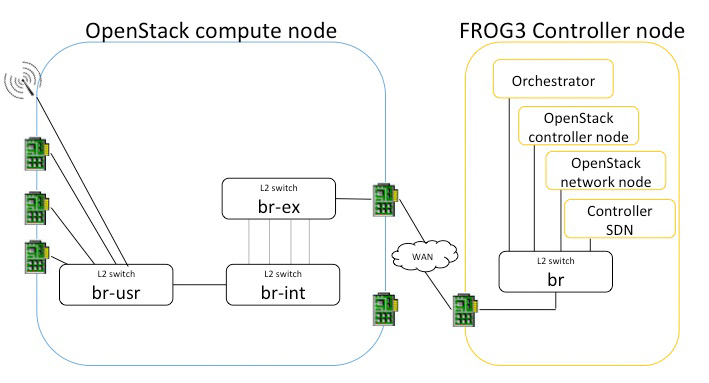 OpenStack compute node
FROG3 Controller node
Orchestrator
OpenStack
controller node
OpenStack
network node
Controller
SDN
L2 switch
br-ex
WAN
L2 switch
br
L2 switch
br-usr
L2 switch
br-int